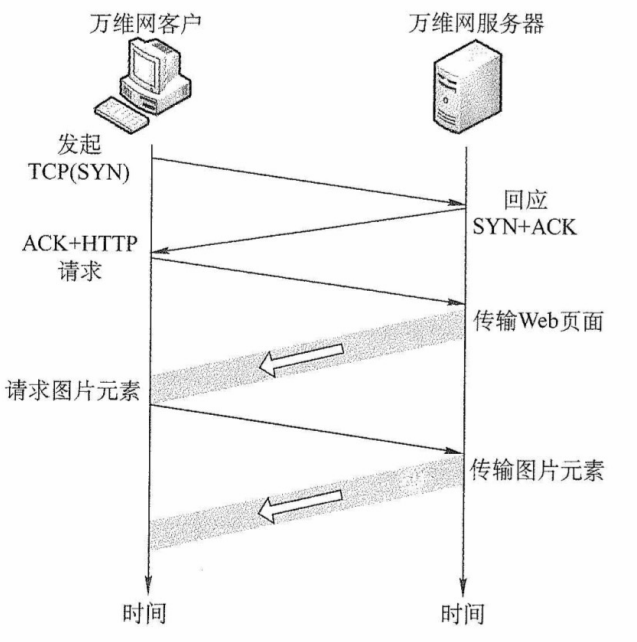 万维网客户
万维网服务器
发起
TCP(SYN)
回应
SYN+ACK
ACK+HTTP
请求
传输Web页面
请求图片元素
传输图片元素
时间
时间